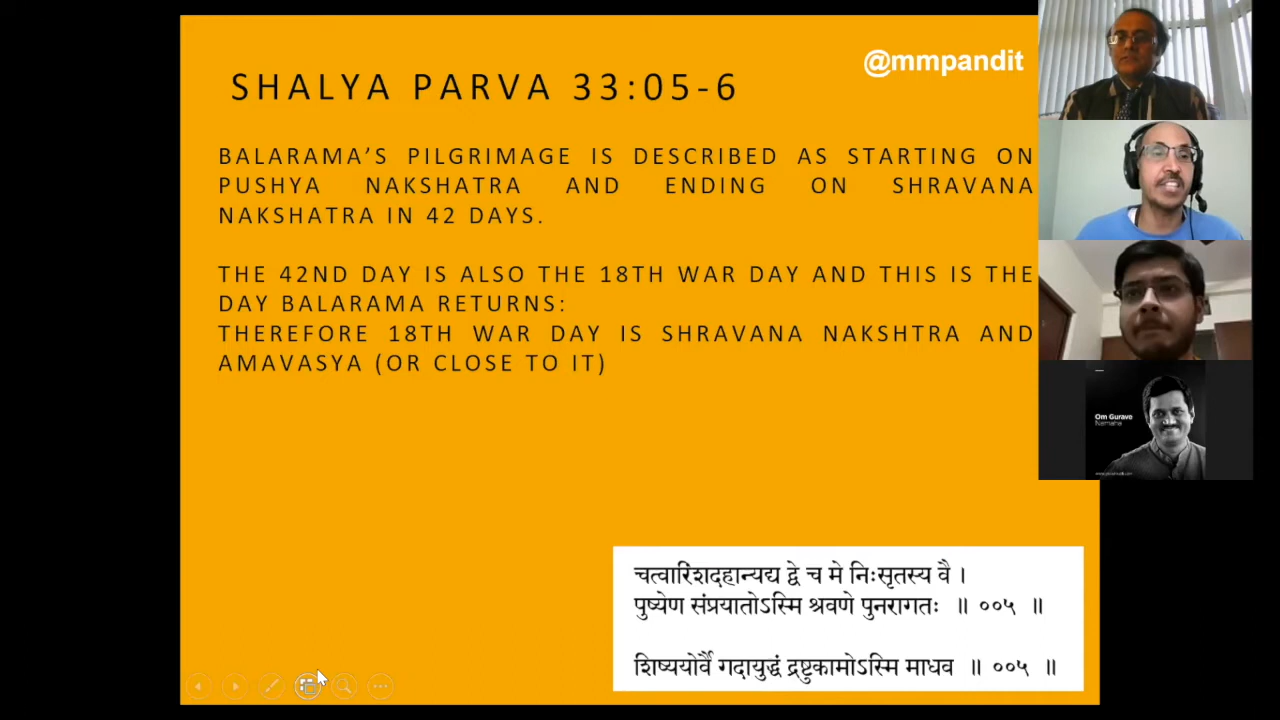 @mmpandit
SHALYA PARVA 33:05-6
BALARAMA’S PILGRIMAGE IS DESCRIBED AS STARTING ON
PUSHYA NAKSHATRA AND ENDING ON SHRAVANA
NAKSHATRA IN 42 DAYS.
THE 42ND DAY IS ALSO THE 18TH WAR DAY AND THIS IS THE
DAY BALARAMA RETURNS:
THEREFORE 18TH WAR DAY IS SHRAVANA NAKSHTRA AND
AMAVASYA (OR CLOSE TO IT)
Om Gurave
Namaha
चत्वारिंशदहान्यद्य द्वे च मे निःसृतस्य वै ।
पुष्येण संप्रयातोऽस्मि श्रवणे पुनरागतः ॥ ००५ ॥
शिष्ययोर्वै गदायुद्धं द्रष्टुकामोऽस्मि माधव ॥ ००५ ॥